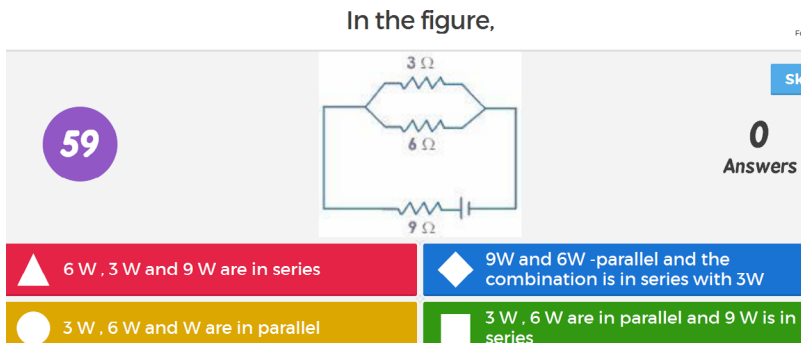 In the figure,
3 Ω
Sk
59
6 Ω
0
Answers
9 Ω
6 W , 3 W and 9 W are in series
9W and 6W -parallel and the
combination is in series with 3W
3 W , 6 W and W are in parallel
3 W , 6 W are in parallel and 9 W is in
series